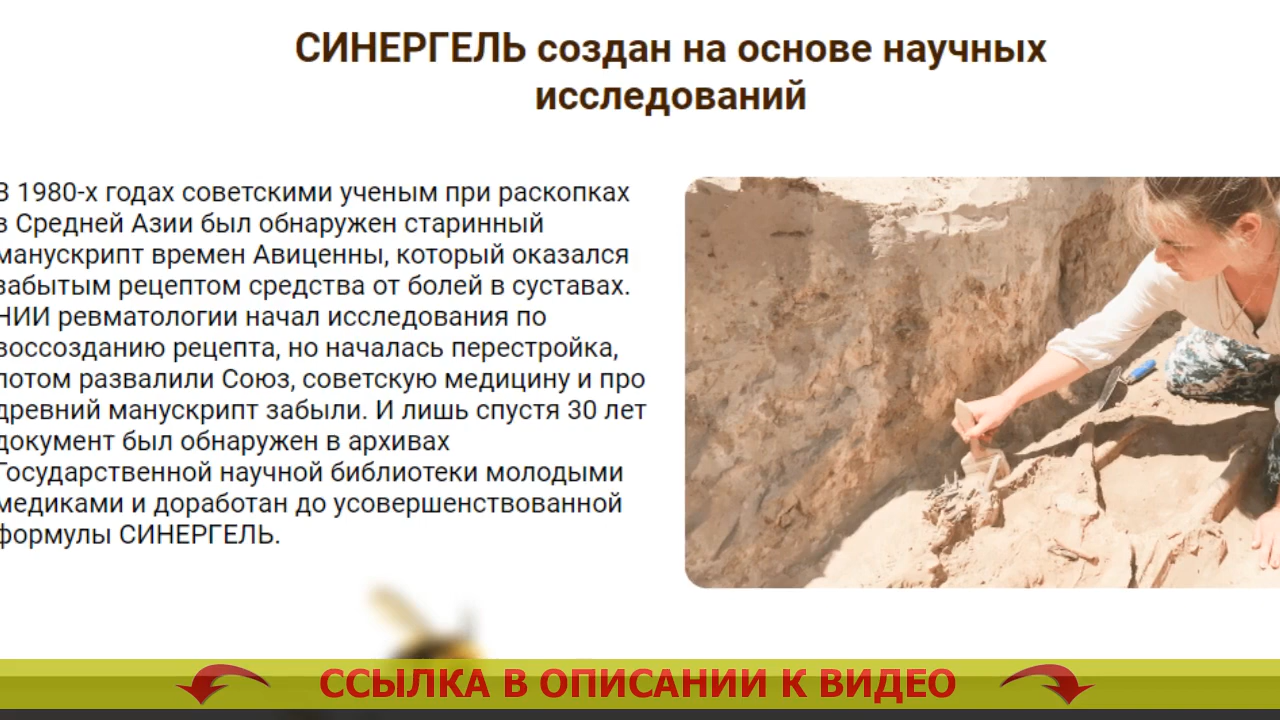 СИНЕРГЕЛЬ создан на основе научных
исследований
В 1980-х годах советскими ученым при раскопках
в Средней Азии был обнаружен старинный
манускрипт времен Авиценны, который оказался
забытым рецептом средства от болей в суставах.
НИИ ревматологии начал исследования по
воссозданию рецепта, но началась перестройка,
потом развалили Союз, советскую медицину и про
древний манускрипт забыли. И лишь спустя 30 лет
документ был обнаружен в архивах
Государственной научной библиотеки молодыми
медиками и доработан до усовершенствованной
формулы СИНЕРГЕЛЬ.
ССЫЛКА В ОПИСАНИИ К ВИДЕО